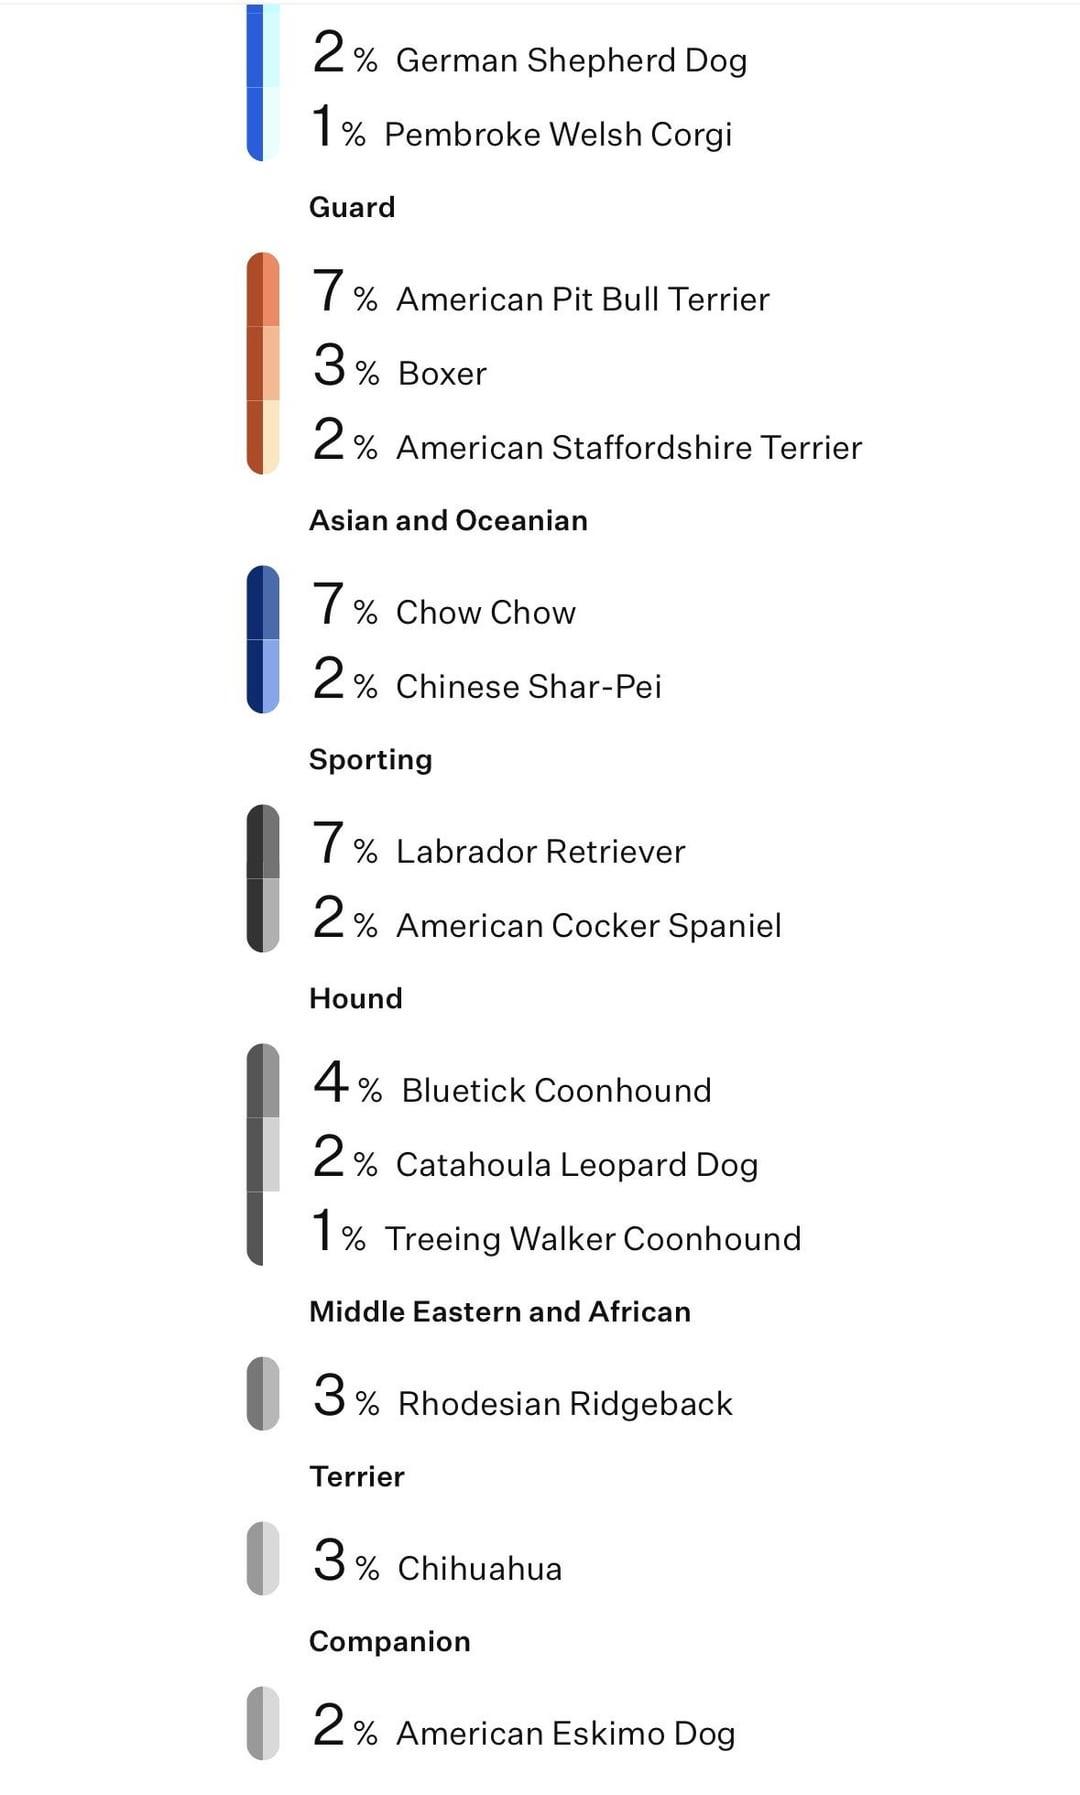 2 % German Shepherd Dog
1 % Pembroke Welsh Corgi
Guard
7 % American Pit Bull Terrier
3 % Boxer
2 % American Staffordshire Terrier
Asian and Oceanian
7 % Chow Chow
2 % Chinese Shar-Pei
Sporting
7 % Labrador Retriever
2 % American Cocker Spaniel
Hound
4 % Bluetick Coonhound
2 % Catahoula Leopard Dog
1 % Treeing Walker Coonhound
Middle Eastern and African
3 % Rhodesian Ridgeback
Terrier
3 % Chihuahua
Companion
2 % American Eskimo Dog